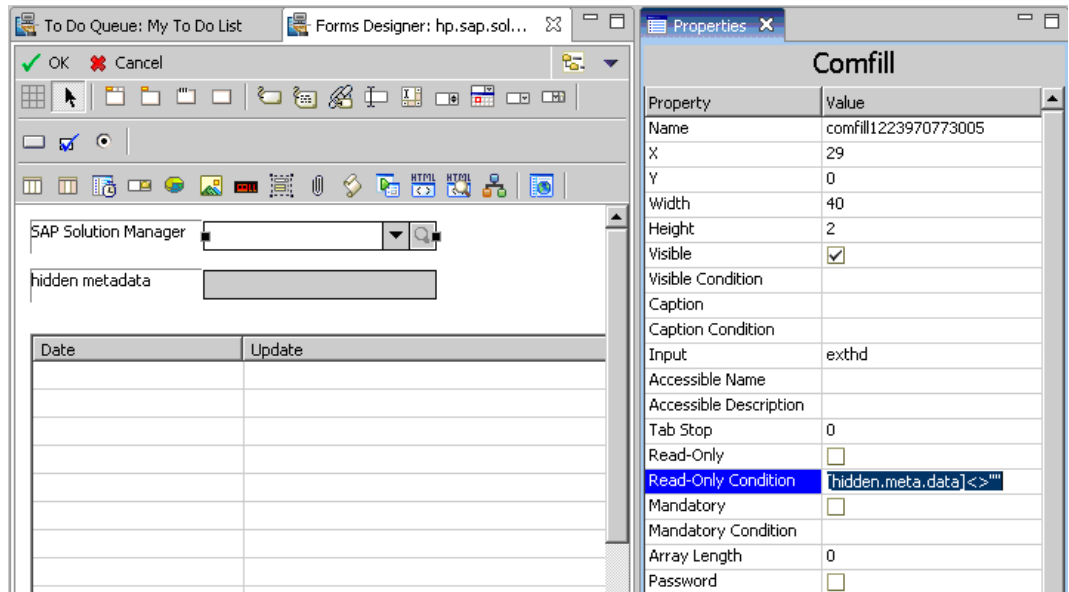 To Do Queue: My To Do List
Forms Designer: hp.sap.sol...
OK Cancel
HTML HTML
SAP Solution Manager
hidden metadata
Date Update
Properties
Comfill
Property Value
Name comfill1223970773005
X 29
Y 0
Width 40
Height 2
Visible
Visible Condition
Caption
Caption Condition
Input exthd
Accessible Name
Accessible Description
Tab Stop 0
Read-Only
Read-Only Condition [hidden.meta.data]<>""
Mandatory
Mandatory Condition
Array Length 0
Password